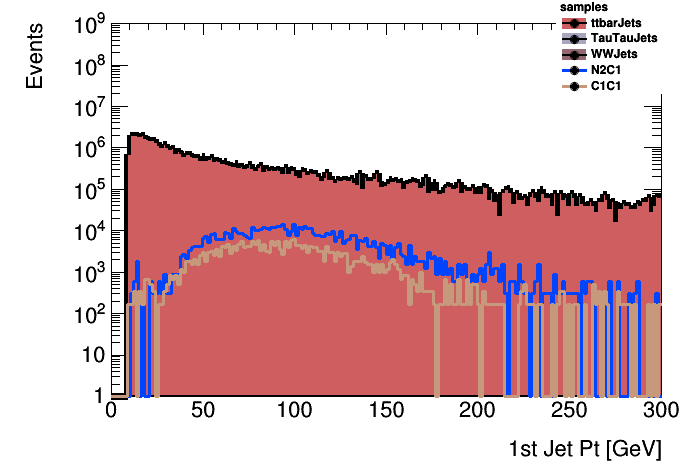 samples
ttbarJets
TauTauJets
WWJets
N2C1
C1C1
Events
10^9
10^8
10^7
10^6
10^5
10^4
10^3
10^2
10
1
0 50 100 150 200 250 300
1st Jet Pt [GeV]